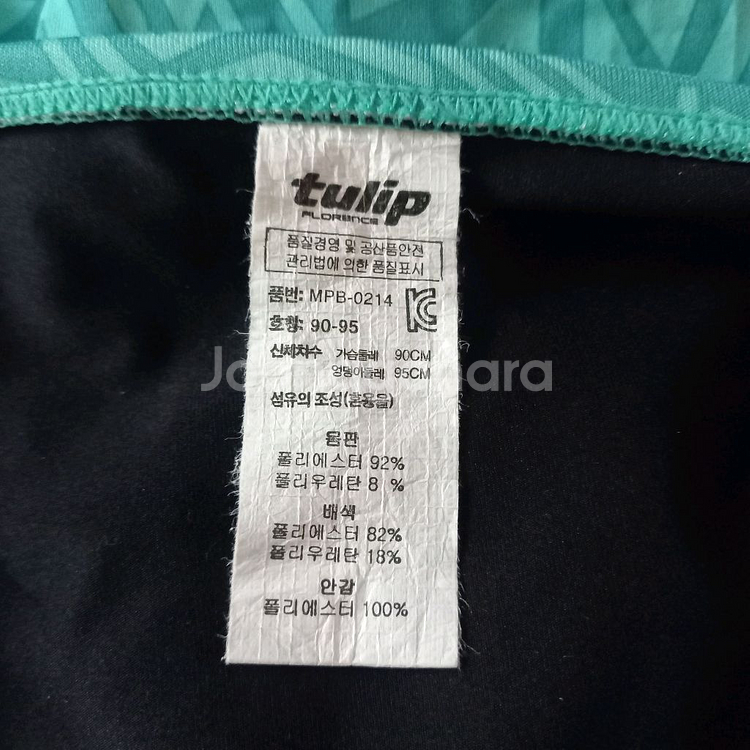 tulip
FLORENCE
품질경영 및 공산품안전
관리법에 의한 품질표시
품번: MPB-0214
호칭: 90-95
신체치수 가슴둘레 90CM
엉덩이둘레 95CM
섬유의 조성(혼용율)
원판
폴리에스터 92%
폴리우레탄 8 %
배색
폴리에스터 82%
폴리우레탄 18%
안감
폴리에스터 100%